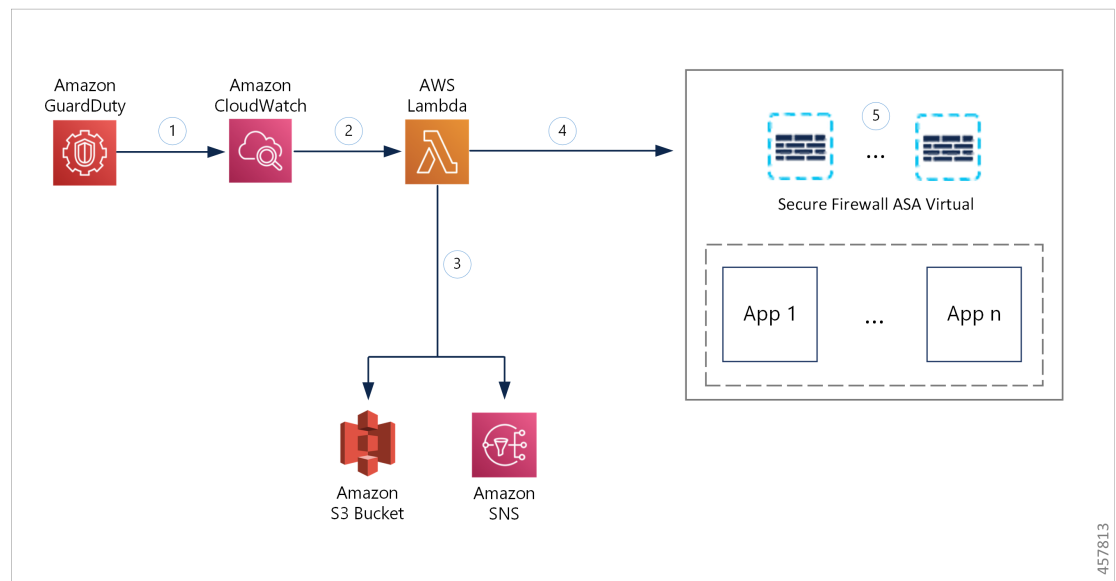 Amazon
GuardDuty
Amazon
CloudWatch
AWS
Lambda
1
2
4
5
...
Secure Firewall ASA Virtual
3
App 1
...
App n
Amazon
S3 Bucket
Amazon
SNS
457813